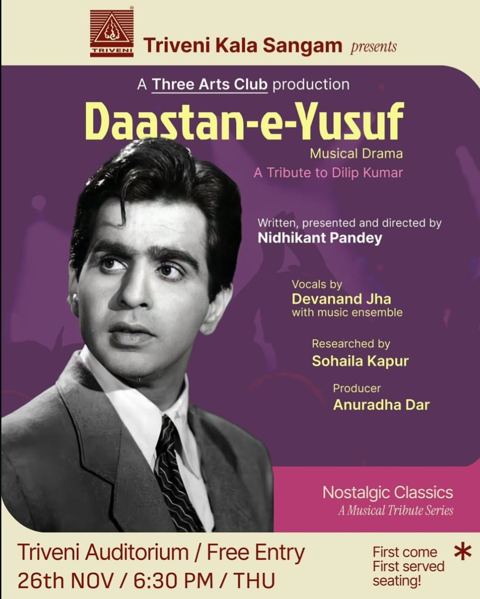 TRIVENI
Triveni Kala Sangam presents
A Three Arts Club production
Daastan-e-Yusuf
Musical Drama
A Tribute to Dilip Kumar
Written, presented and directed by
Nidhikant Pandey
Vocals by
Devanand Jha
with music ensemble
Researched by
Sohaila Kapur
Producer
Anuradha Dar
Nostalgic Classics
A Musical Tribute Series
Triveni Auditorium / Free Entry
26th NOV / 6:30 PM / THU
First come *
First served
seating!